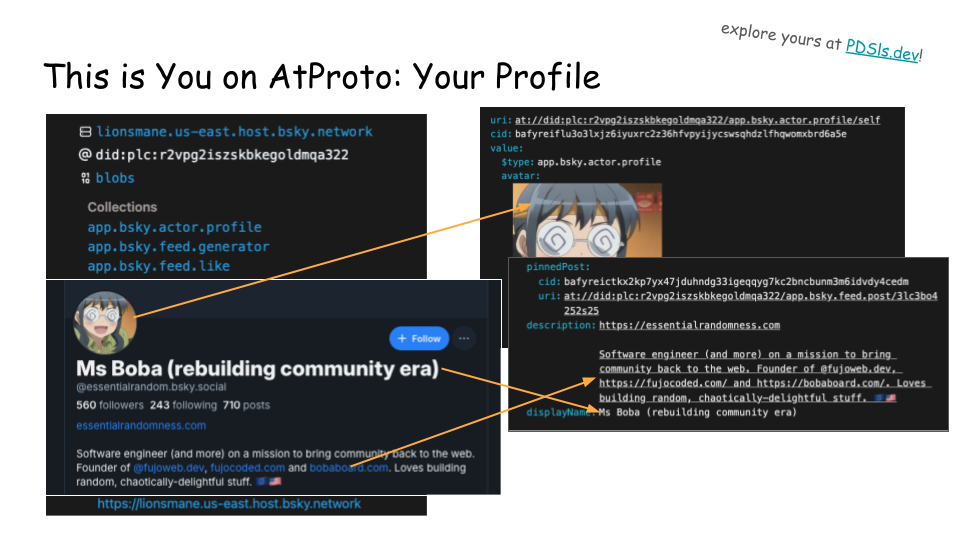 explore yours at PDSls.dev!
This is You on AtProto: Your Profile
lionsmane.us-east.host.bsky.network
@ did:plc:r2vpg2iszskbkegoldmqa322
blobs
Collections
app.bsky.actor.profile
app.bsky.feed.generator
app.bsky.feed.like
+ Follow
Ms Boba (rebuilding community era)
@essentialrandom.bsky.social
560 followers 243 following 710 posts
essentialrandomness.com
Software engineer (and more) on a mission to bring community back to the web.
Founder of @fujoweb.dev, fujocoded.com and bobaboard.com. Loves building
random, chaotically-delightful stuff. 🇪🇺🇺🇸
https://lionsmane.us-east.host.bsky.network
uri: at://did:plc:r2vpg2iszskbkegoldmqa322/app.bsky.actor.profile/self
cid: bafyreiflu3o3lxjz6iyuxrc2z36hfvpyijycswsqhdzlfhqwomxbrd6a5e
value:
$type: app.bsky.actor.profile
avatar:
pinnedPost:
cid: bafyreictkx2kp7yx47jduhndg33igeqqyg7kc2bncbunm3m6idvdy4cedm
uri: at://did:plc:r2vpg2iszskbkegoldmqa322/app.bsky.feed.post/3lc3bo4
252s25
description: https://essentialrandomness.com
Software engineer (and more) on a mission to bring
community back to the web. Founder of @fujoweb.dev,
https://fujocoded.com/ and https://bobaboard.com/. Loves
building random, chaotically-delightful stuff. 🇪🇺🇺🇸
displayName: Ms Boba (rebuilding community era)